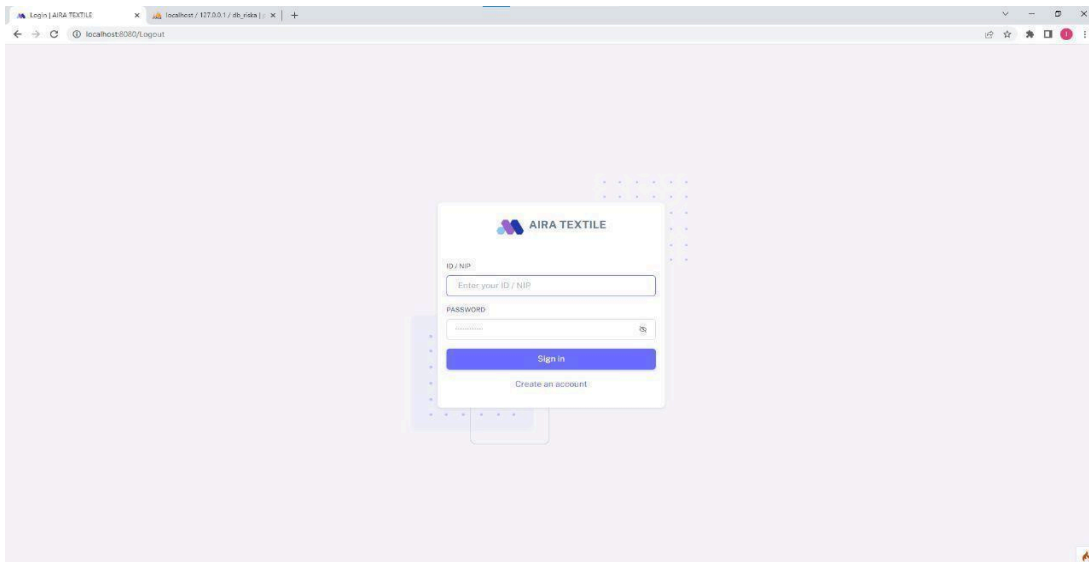 Login | AIRA TEXTILE
localhost / 127.0.0.1 / db_riska | p
localhost:8080/Logout
AIRA TEXTILE
ID / NIP
Enter your ID / NIP
PASSWORD
Sign in
Create an account